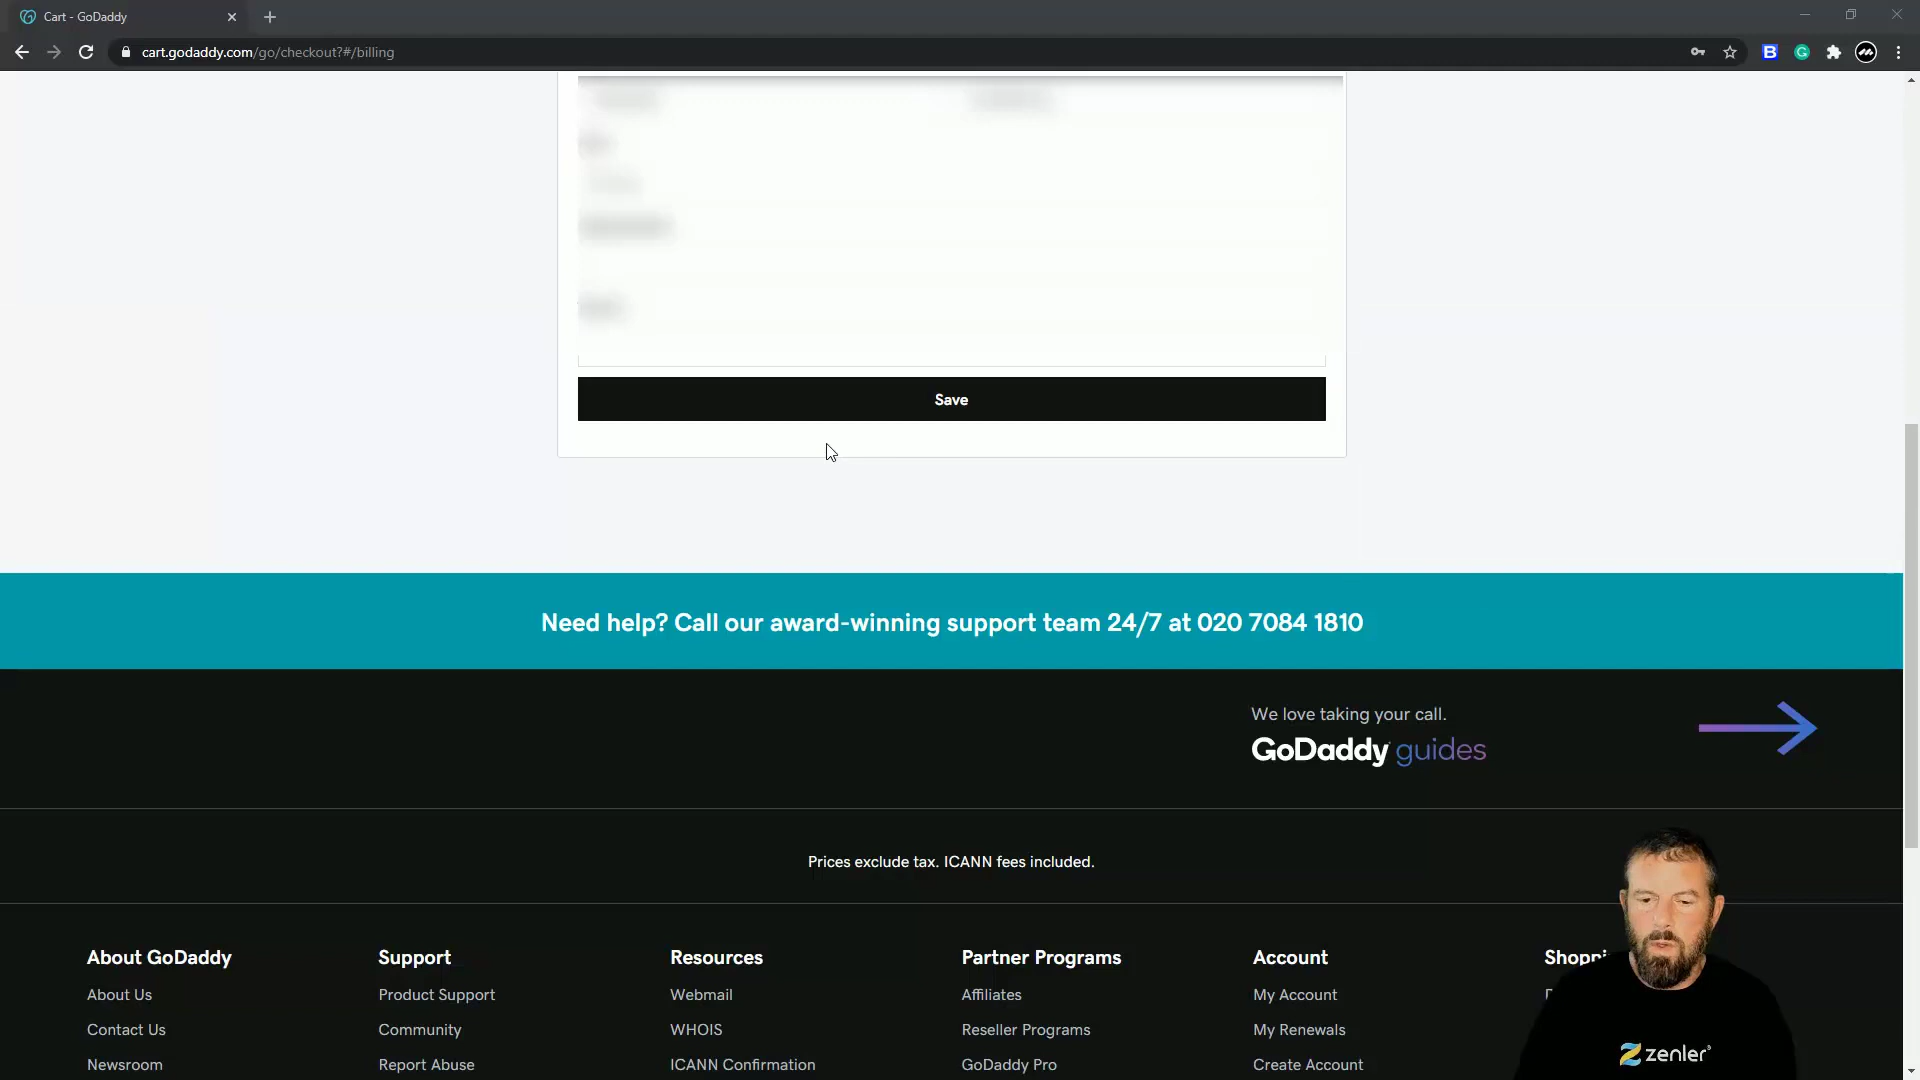 Cart - GoDaddy
cart.godaddy.com/go/checkout?#/billing
Save
Need help? Call our award-winning support team 24/7 at 020 7084 1810
We love taking your call.
GoDaddy guides
Prices exclude tax. ICANN fees included.
About GoDaddy
Support
Resources
Partner Programs
Account
About Us
Product Support
Webmail
Affiliates
My Account
Contact Us
Community
WHOIS
Reseller Programs
My Renewals
Newsroom
Report Abuse
ICANN Confirmation
GoDaddy Pro
Create Account
zenler